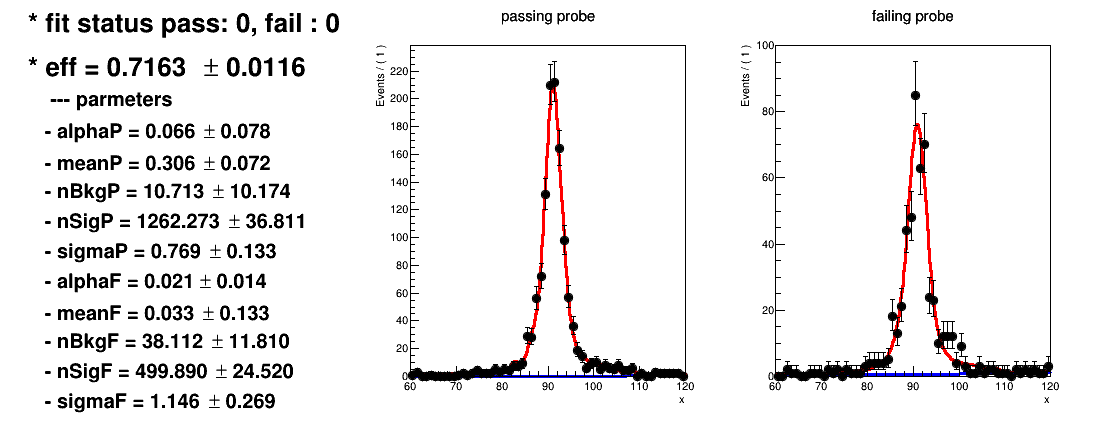 * fit status pass: 0, fail : 0
* eff = 0.7163 ± 0.0116
--- parmeters
- alphaP = 0.066 ± 0.078
- meanP = 0.306 ± 0.072
- nBkgP = 10.713 ± 10.174
- nSigP = 1262.273 ± 36.811
- sigmaP = 0.769 ± 0.133
- alphaF = 0.021 ± 0.014
- meanF = 0.033 ± 0.133
- nBkgF = 38.112 ± 11.810
- nSigF = 499.890 ± 24.520
- sigmaF = 1.146 ± 0.269
passing probe
Events / ( 1 )
220
200
180
160
140
120
100
80
60
40
20
0
60 70 80 90 100 110 120
x
failing probe
Events / ( 1 )
100
80
60
40
20
0
60 70 80 90 100 110 120
x